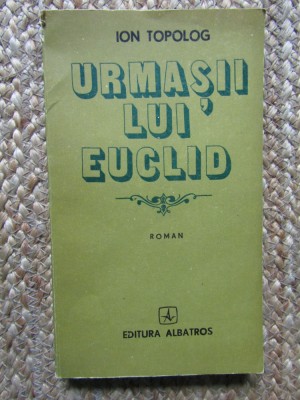 ION TOPOLOG
URMAȘII
LUI
EUCLID
ROMAN
A
EDITURA ALBATROS